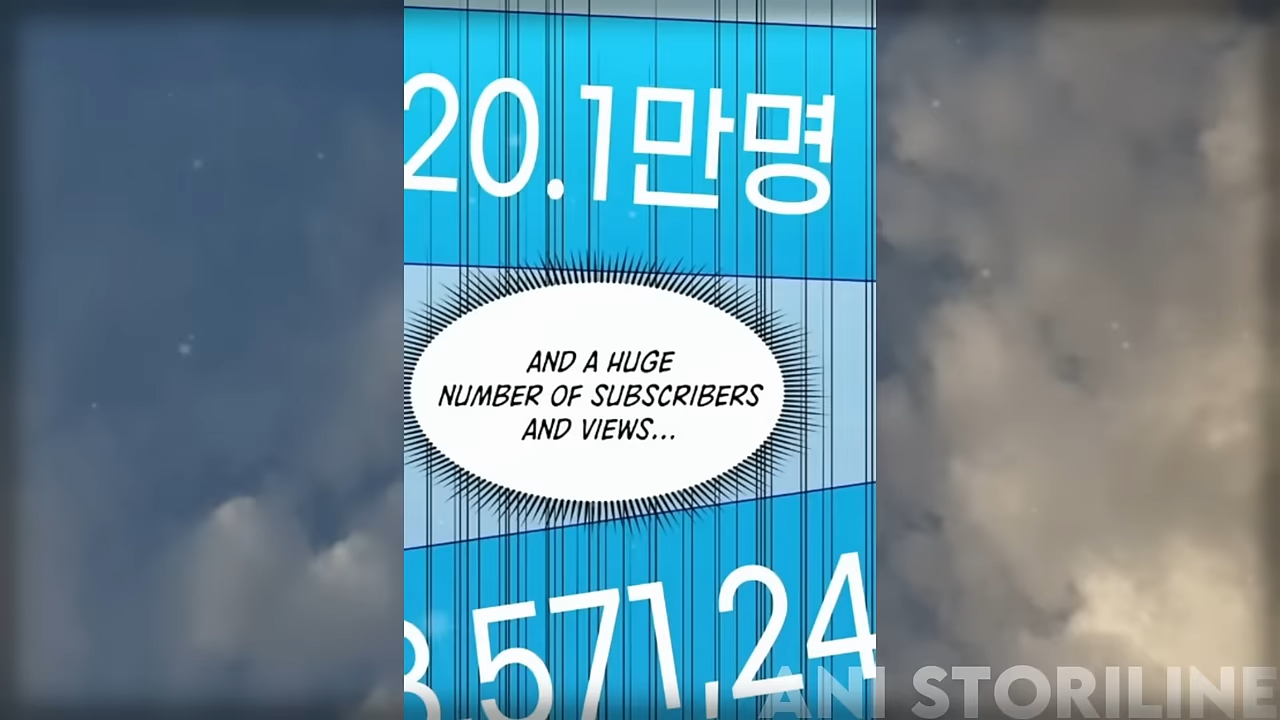 20.1만명
AND A HUGE
NUMBER OF SUBSCRIBERS
AND VIEWS...
3,571,24
ANI STORILINE